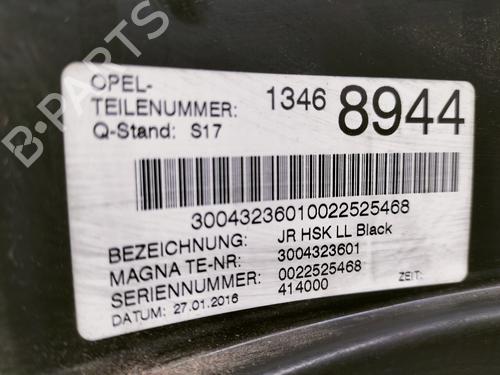 B-PARTS
OPEL-
TEILENUMMER: 1346 8944
Q-Stand: S17
30043236010022525468
BEZEICHNUNG: JR HSK LL Black
MAGNA TE-NR: 3004323601
SERIENNUMMER: 0022525468
414000 ZEIT:
DATUM: 27.01.2016